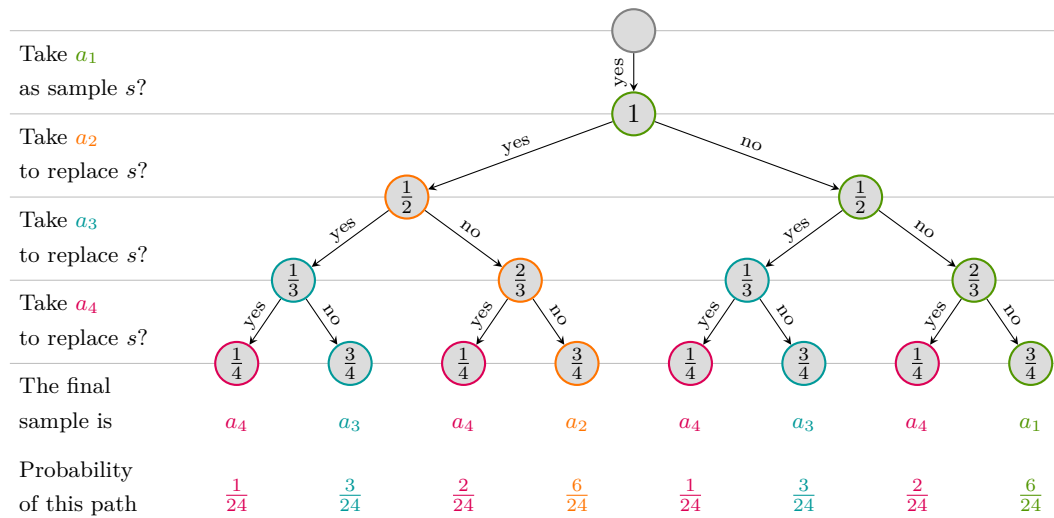 Take a₁
as sample s?
yes
1
Take a₂
to replace s?
yes no
1/2 1/2
Take a₃
to replace s?
yes no yes no
1/3 2/3 1/3 2/3
Take a₄
to replace s?
yes no yes no yes no yes no
1/4 3/4 1/4 3/4 1/4 3/4 1/4 3/4
The final
sample is
a₄ a₃ a₄ a₂ a₄ a₃ a₄ a₁
Probability
of this path
1/24 3/24 2/24 6/24 1/24 3/24 2/24 6/24